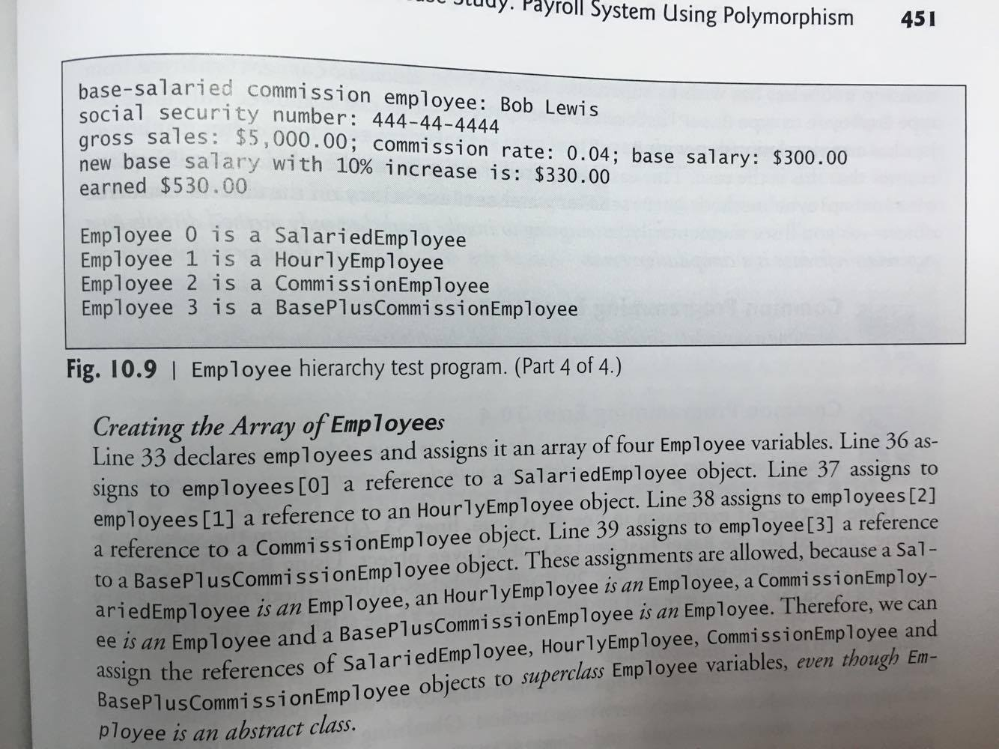 Study: Payroll System Using Polymorphism 451
base-salaried commission employee: Bob Lewis
social security number: 444-44-4444
gross sales: $5,000.00; commission rate: 0.04; base salary: $300.00
new base salary with 10% increase is: $330.00
earned $530.00
Employee 0 is a SalariedEmployee
Employee 1 is a HourlyEmployee
Employee 2 is a CommissionEmployee
Employee 3 is a BasePlusCommissionEmployee
Fig. 10.9 | Employee hierarchy test program. (Part 4 of 4.)
Creating the Array of Employees
Line 33 declares employees and assigns it an array of four Employee variables. Line 36 as-
signs to employees[0] a reference to a SalariedEmployee object. Line 37 assigns to
employees[1] a reference to an HourlyEmployee object. Line 38 assigns to employees[2]
a reference to a CommissionEmployee object. Line 39 assigns to employee[3] a reference
to a BasePlusCommissionEmployee object. These assignments are allowed, because a Sal-
ariedEmployee is an Employee, an HourlyEmployee is an Employee, a CommissionEmploy-
ee is an Employee and a BasePlusCommissionEmployee is an Employee. Therefore, we can
assign the references of SalariedEmployee, HourlyEmployee, CommissionEmployee and
BasePlusCommissionEmployee objects to superclass Employee variables, even though Em-
ployee is an abstract class.